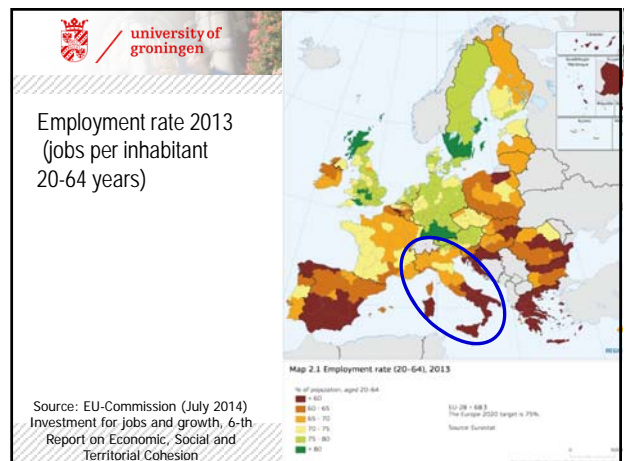 university of
groningen
Employment rate 2013
(jobs per inhabitant
20-64 years)
Source: EU-Commission (July 2014)
Investment for jobs and growth, 6-th
Report on Economic, Social and
Territorial Cohesion
Map 2.1 Employment rate (20–64), 2013
% of population, aged 20-64
< 60
60 - 65
65 - 70
70 - 75
75 - 80
> 80
EU-28 = 68.3
The Europe 2020 target is 75%.
Source: Eurostat